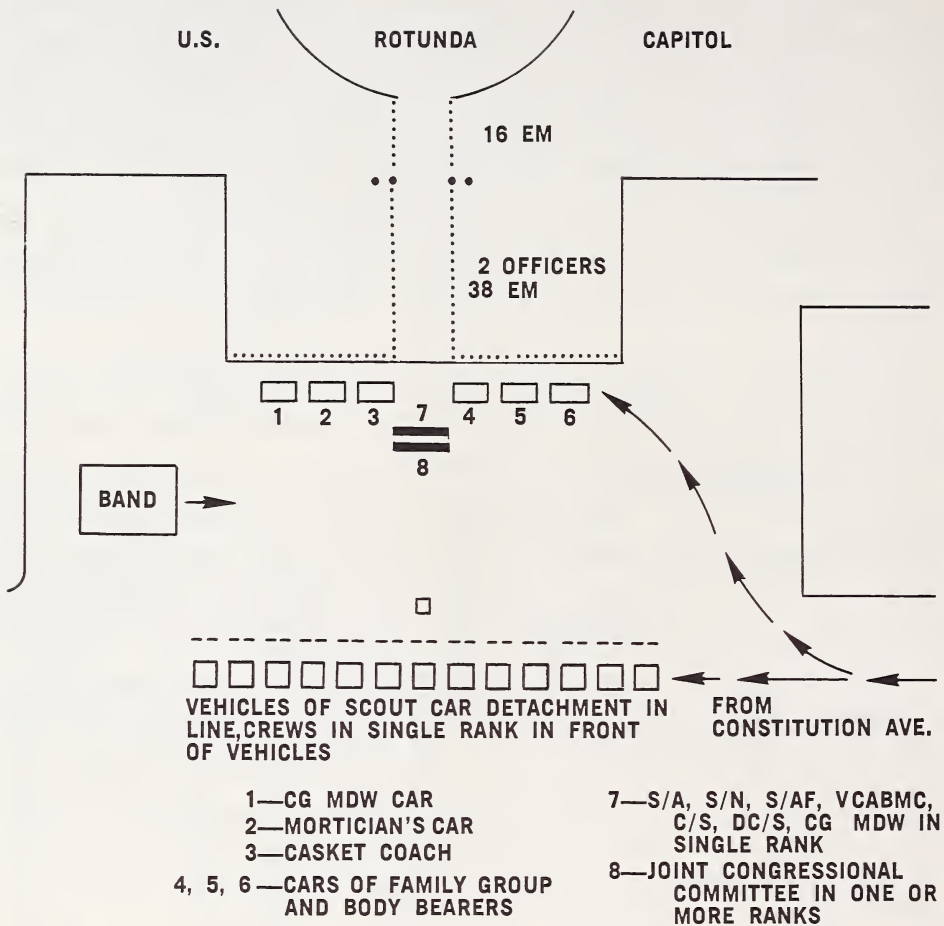 U.S. ROTUNDA CAPITOL
16 EM
2 OFFICERS
38 EM
1 2 3 7 4 5 6
8
BAND
VEHICLES OF SCOUT CAR DETACHMENT IN
LINE, CREWS IN SINGLE RANK IN FRONT
OF VEHICLES
FROM
CONSTITUTION AVE.
1—CG MDW CAR
2—MORTICIAN'S CAR
3—CASKET COACH
4, 5, 6—CARS OF FAMILY GROUP
AND BODY BEARERS
7—S/A, S/N, S/AF, VCABMC,
C/S, DC/S, CG MDW IN
SINGLE RANK
8—JOINT CONGRESSIONAL
COMMITTEE IN ONE OR
MORE RANKS